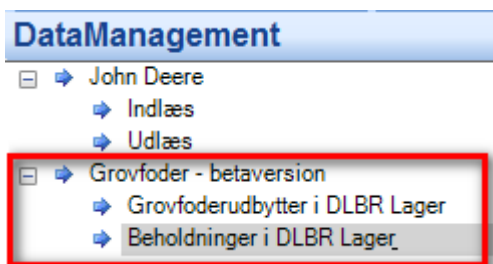 DataManagement
John Deere
Indlæs
Udlæs
Grovfoder - betaversion
Grovfoderudbytter i DLBR Lager
Beholdninger i DLBR Lager